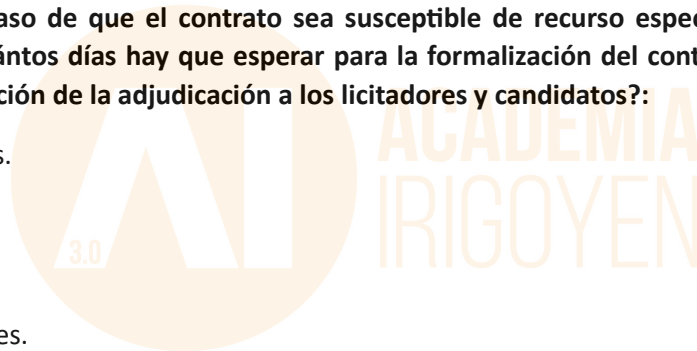 aso de que el contrato sea susceptible de recurso espec
ántos días hay que esperar para la formalización del cont
ción de la adjudicación a los licitadores y candidatos?:
s.
ACADEMIA
IRIGOYEN
3.0
es.